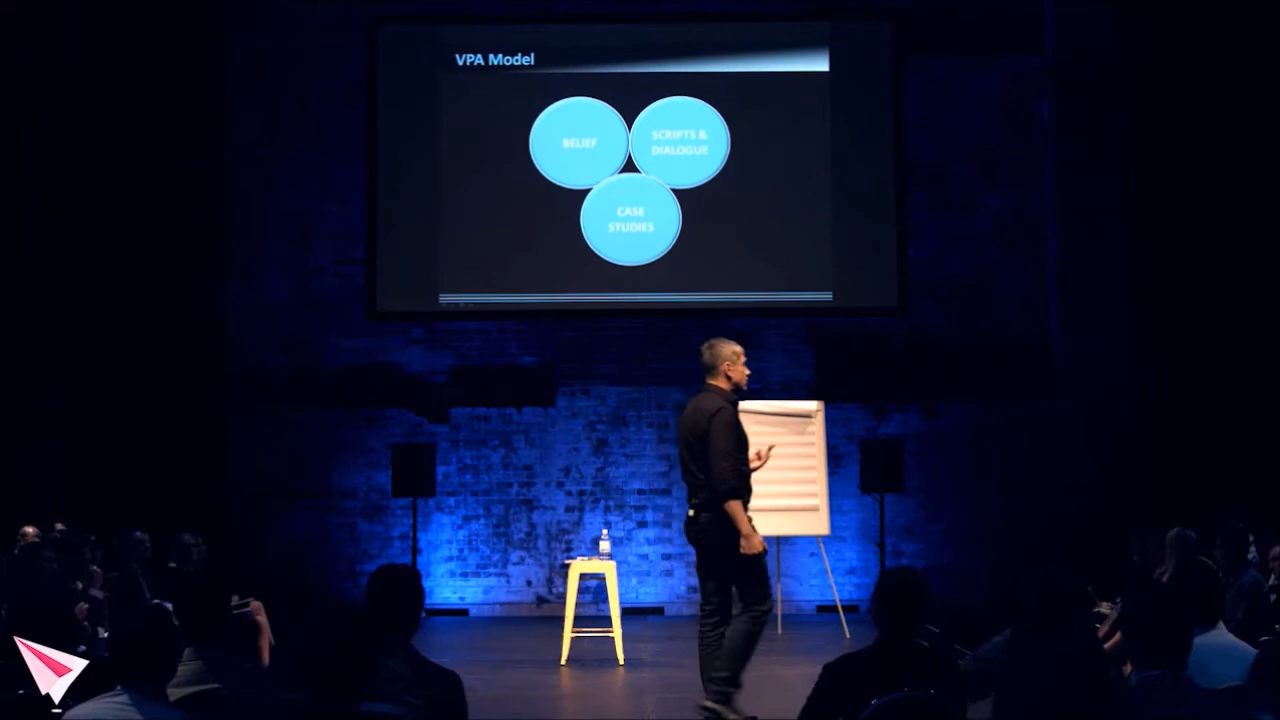 VPA Model
BELIEF
SCRIPTS &
DIALOGUE
CASE
STUDIES